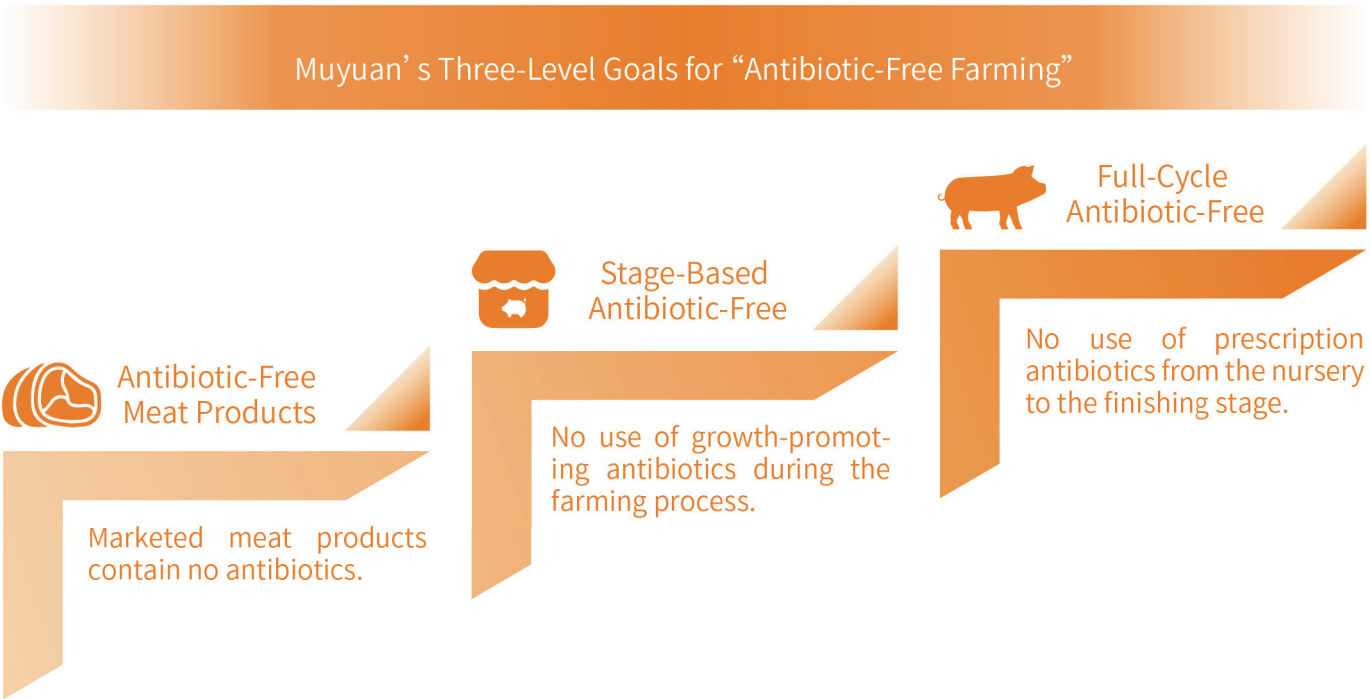 Muyuan’s Three-Level Goals for “Antibiotic-Free Farming”
Antibiotic-Free
Meat Products
Marketed meat products
contain no antibiotics.
Stage-Based
Antibiotic-Free
No use of growth-promot-
ing antibiotics during the
farming process.
Full-Cycle
Antibiotic-Free
No use of prescription
antibiotics from the nursery
to the finishing stage.